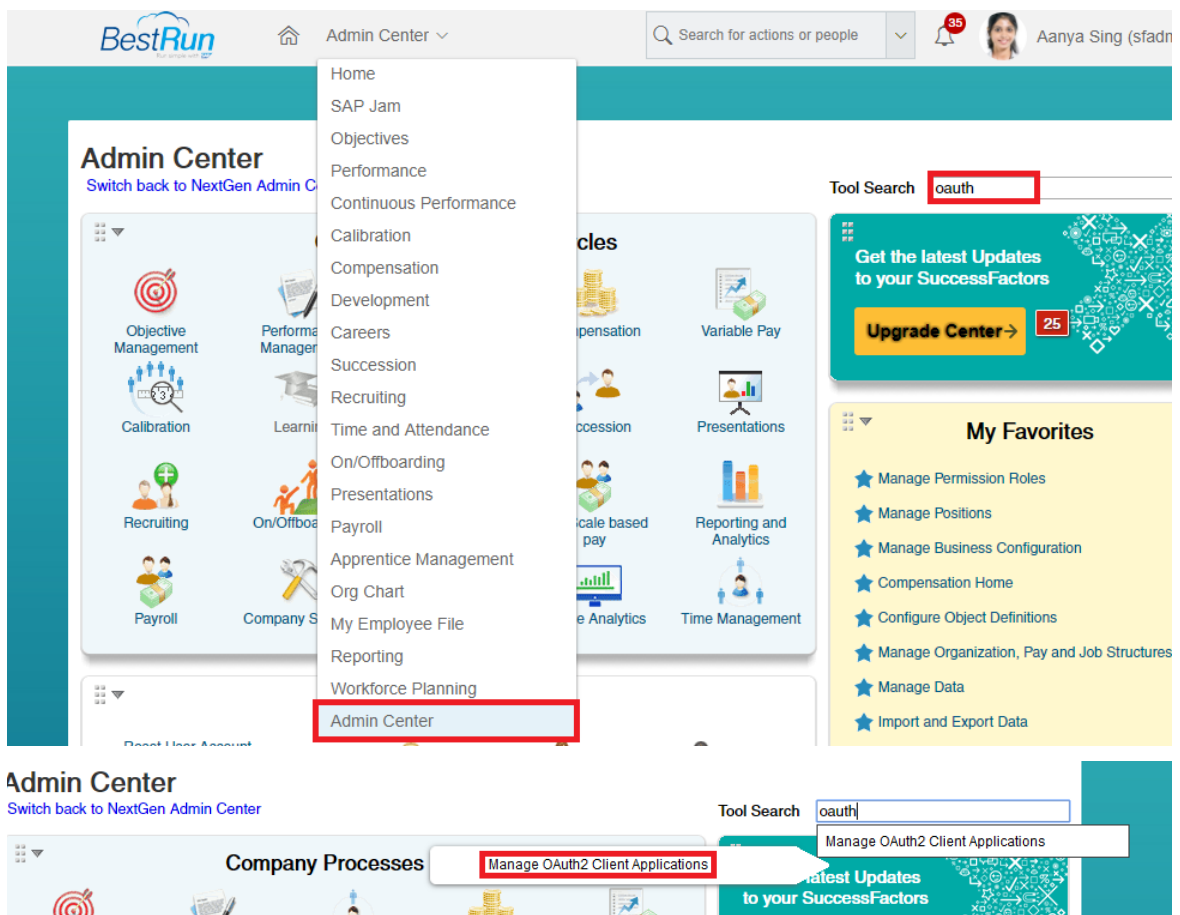 BestRun
Admin Center
Search for actions or people
35
Aanya Sing (sfadm
Home
SAP Jam
Objectives
Performance
Continuous Performance
Calibration
Compensation
Development
Careers
Succession
Recruiting
Time and Attendance
On/Offboarding
Presentations
Payroll
Apprentice Management
Org Chart
My Employee File
Reporting
Workforce Planning
Admin Center
Admin Center
Switch back to NextGen Admin C
Tool Search oauth
cles
Objective
Management
Performa
Manager
pensation
Variable Pay
Calibration
Learnin
ccession
Presentations
Recruiting
On/Offboa
cale based
pay
Reporting and
Analytics
Payroll
Company S
e Analytics
Time Management
Get the latest Updates
to your SuccessFactors
Upgrade Center
25
My Favorites
Manage Permission Roles
Manage Positions
Manage Business Configuration
Compensation Home
Configure Object Definitions
Manage Organization, Pay and Job Structures
Manage Data
Import and Export Data
Reset User Account
Admin Center
Switch back to NextGen Admin Center
Tool Search oauth
Manage OAuth2 Client Applications
Company Processes
Manage OAuth2 Client Applications
atest Updates
to your SuccessFactors